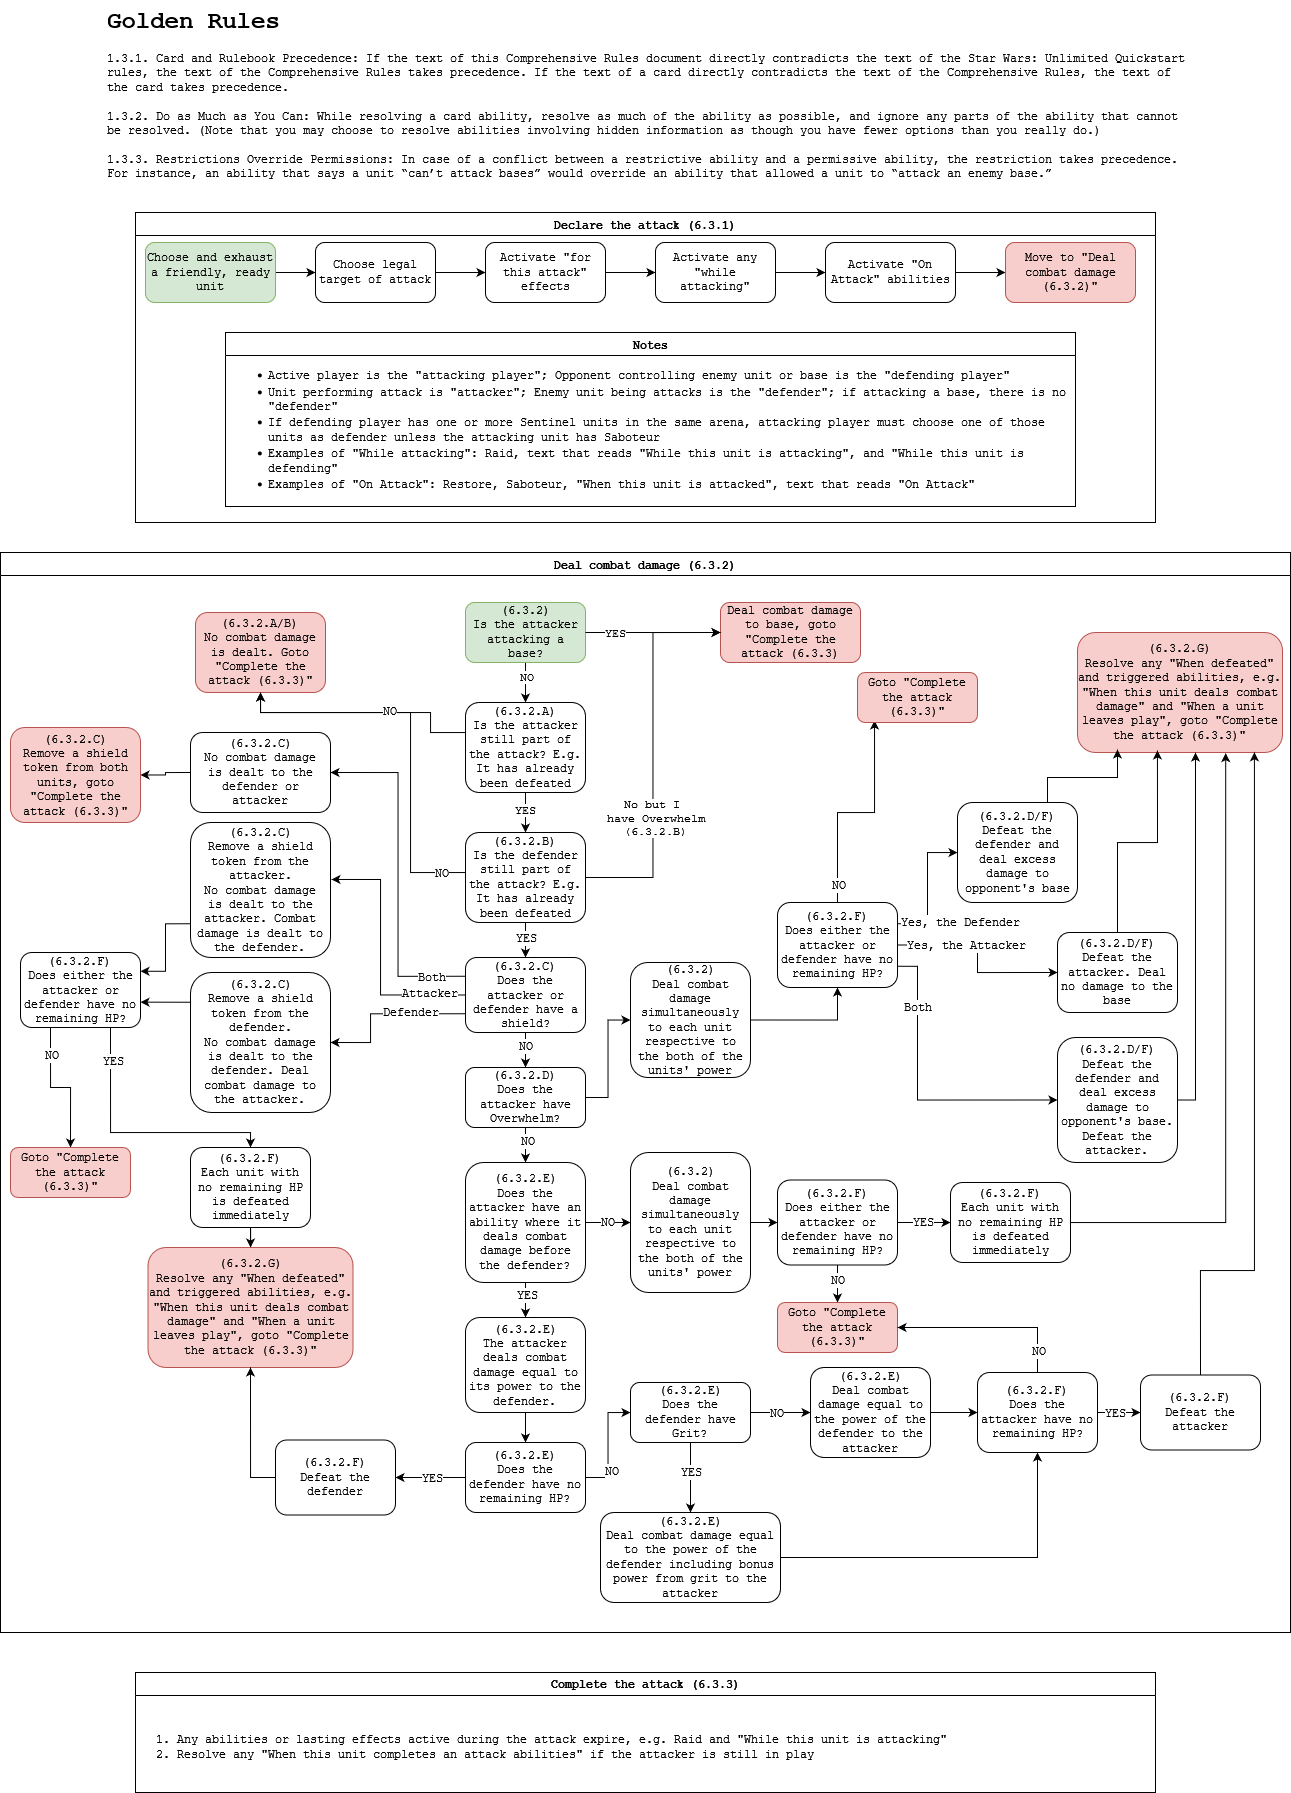 Golden Rules
1.3.1. Card and Rulebook Precedence: If the text of this Comprehensive Rules document directly contradicts the text of the Star Wars: Unlimited Quickstart
rules, the text of the Comprehensive Rules takes precedence. If the text of a card directly contradicts the text of the Comprehensive Rules, the text of
the card takes precedence.
1.3.2. Do as Much as You Can: While resolving a card ability, resolve as much of the ability as possible, and ignore any parts of the ability that cannot
be resolved. (Note that you may choose to resolve abilities involving hidden information as though you have fewer options than you really do.)
1.3.3. Restrictions Override Permissions: In case of a conflict between a restrictive ability and a permissive ability, the restriction takes precedence.
For instance, an ability that says a unit “can’t attack bases” would override an ability that allowed a unit to “attack an enemy base.”
Declare the attack (6.3.1)
Choose and exhaust
a friendly, ready
unit
Choose legal
target of attack
Activate "for
this attack"
effects
Activate any
"while
attacking"
Activate "On
Attack" abilities
Move to "Deal
combat damage
(6.3.2)"
Notes
• Active player is the "attacking player"; Opponent controlling enemy unit or base is the "defending player"
• Unit performing attack is "attacker"; Enemy unit being attacks is the "defender"; if attacking a base, there is no
"defender"
• If defending player has one or more Sentinel units in the same arena, attacking player must choose one of those
units as defender unless the attacking unit has Saboteur
• Examples of "While attacking": Raid, text that reads "While this unit is attacking", and "While this unit is
defending"
• Examples of "On Attack": Restore, Saboteur, "When this unit is attacked", text that reads "On Attack"
Deal combat damage (6.3.2)
(6.3.2)
Is the attacker
attacking a
base?
YES
Deal combat damage
to base, goto
"Complete the
attack (6.3.3)
NO
(6.3.2.A)
Is the attacker
still part of
the attack? E.g.
It has already
been defeated
NO
(6.3.2.A/B)
No combat damage
is dealt. Goto
"Complete the
attack (6.3.3)"
YES
(6.3.2.B)
Is the defender
still part of
the attack? E.g.
It has already
been defeated
NO
No but I
have Overwhelm
(6.3.2.B)
YES
(6.3.2.C)
Does the
attacker or
defender have a
shield?
Both
Attacker
Defender
(6.3.2.C)
No combat damage
is dealt to the
defender or
attacker
(6.3.2.C)
Remove a shield
token from both
units, goto
"Complete the
attack (6.3.3)"
(6.3.2.C)
Remove a shield
token from the
attacker.
No combat damage
is dealt to the
attacker. Combat
damage is dealt to
the defender.
(6.3.2.C)
Remove a shield
token from the
defender.
No combat damage
is dealt to the
defender. Deal
combat damage to
the attacker.
(6.3.2.F)
Does either the
attacker or
defender have no
remaining HP?
NO
YES
Goto "Complete
the attack
(6.3.3)"
(6.3.2.F)
Each unit with
no remaining HP
is defeated
immediately
(6.3.2.G)
Resolve any "When defeated"
and triggered abilities, e.g.
"When this unit deals combat
damage" and "When a unit
leaves play", goto "Complete
the attack (6.3.3)"
NO
(6.3.2.D)
Does the
attacker have
Overwhelm?
(6.3.2)
Deal combat
damage
simultaneously
to each unit
respective to
the both of the
units' power
(6.3.2.F)
Does either the
attacker or
defender have no
remaining HP?
NO
Goto "Complete
the attack
(6.3.3)"
Yes, the Defender
Yes, the Attacker
Both
(6.3.2.D/F)
Defeat the
defender and
deal excess
damage to
opponent's base
(6.3.2.D/F)
Defeat the
attacker. Deal
no damage to the
base
(6.3.2.D/F)
Defeat the
defender and
deal excess
damage to
opponent's base.
Defeat the
attacker.
(6.3.2.G)
Resolve any "When defeated"
and triggered abilities, e.g.
"When this unit deals combat
damage" and "When a unit
leaves play", goto "Complete
the attack (6.3.3)"
NO
(6.3.2.E)
Does the
attacker have an
ability where it
deals combat
damage before
the defender?
NO
(6.3.2)
Deal combat
damage
simultaneously
to each unit
respective to
the both of the
units' power
(6.3.2.F)
Does either the
attacker or
defender have no
remaining HP?
YES
(6.3.2.F)
Each unit with
no remaining HP
is defeated
immediately
NO
Goto "Complete
the attack
(6.3.3)"
YES
(6.3.2.E)
The attacker
deals combat
damage equal to
its power to the
defender.
(6.3.2.E)
Does the
defender have no
remaining HP?
YES
(6.3.2.F)
Defeat the
defender
NO
(6.3.2.E)
Does the
defender have
Grit?
NO
(6.3.2.E)
Deal combat
damage equal to
the power of the
defender to the
attacker
YES
(6.3.2.E)
Deal combat damage equal
to the power of the
defender including bonus
power from grit to the
attacker
(6.3.2.F)
Does the
attacker have no
remaining HP?
NO
YES
(6.3.2.F)
Defeat the
attacker
Complete the attack (6.3.3)
1. Any abilities or lasting effects active during the attack expire, e.g. Raid and "While this unit is attacking"
2. Resolve any "When this unit completes an attack abilities" if the attacker is still in play